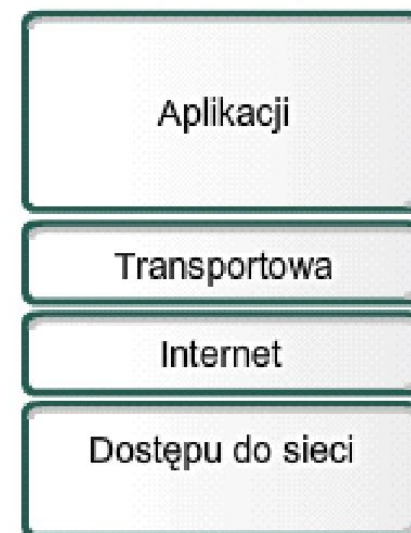 Aplikacji
Transportowa
Internet
Dostępu do sieci